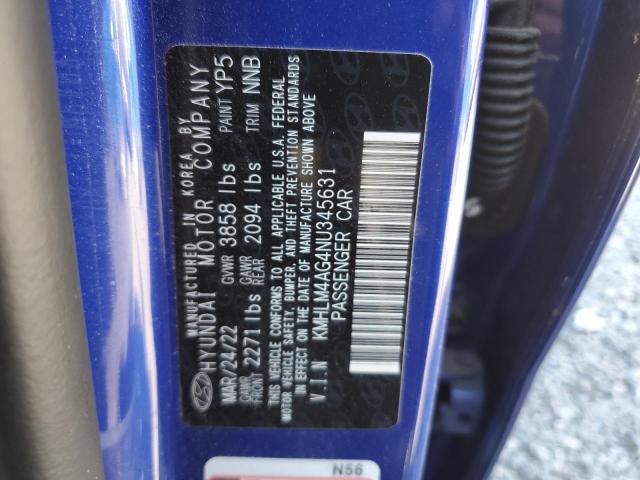 MANUFACTURED IN KOREA BY
HYUNDAI MOTOR COMPANY
MAR/24/22 GVWR 3858 lbs PAINT YP5
GAWR FRONT 2271 lbs GAWR REAR 2094 lbs TRIM NNB
THIS VEHICLE CONFORMS TO ALL APPLICABLE U.S.A. FEDERAL
MOTOR VEHICLE SAFETY, BUMPER, AND THEFT PREVENTION STANDARDS
IN EFFECT ON THE DATE OF MANUFACTURE SHOWN ABOVE
V.I.N KMHLM4AG4NU345631
PASSENGER CAR
N56